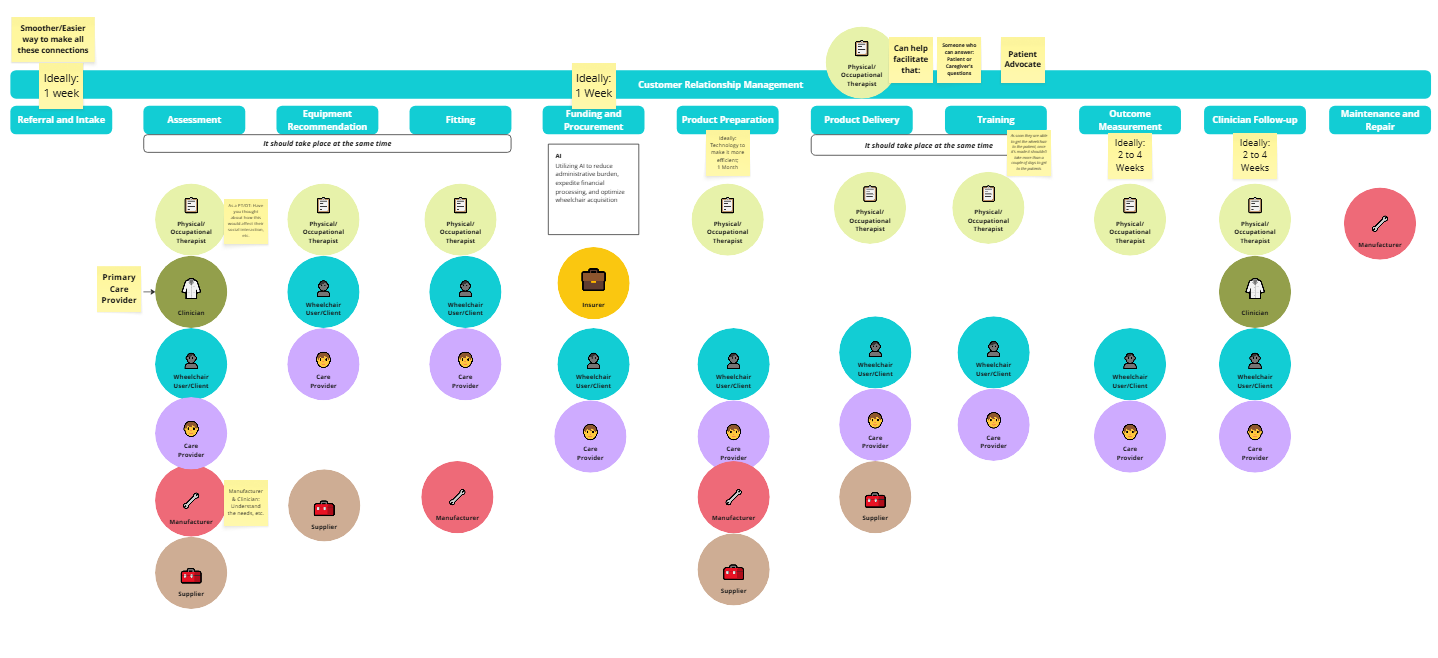 Smoother/Easier
way to make all
these connections
Ideally:
1 week
Ideally:
1 Week
Customer Relationship Management
Physical/
Occupational
Therapist
Can help
facilitate
that:
Someone who
can answer:
Patient or
Caregiver's
questions
Patient
Advocate
Referral and Intake
Assessment
Equipment
Recommendation
Fitting
Funding and
Procurement
Product Preparation
Product Delivery
Training
Outcome
Measurement
Clinician Follow-up
Maintenance and
Repair
It should take place at the same time
It should take place at the same time
AI
Utilizing AI to reduce
administrative burden,
expedite financial
processing, and optimize
wheelchair acquisition
Ideally:
Technology to
make it more
efficient;
1 Month
Ideally:
2 to 4
Weeks
Ideally:
2 to 4
Weeks
Physical/
Occupational
Therapist
As a PT/OT: Have
you thought
about how this
would affect their
social interaction,
etc.
Primary
Care
Provider
Clinician
Wheelchair
User/Client
Care
Provider
Manufacturer
Manufacturer
& Clinician:
Understand
the needs, etc.
Supplier
Physical/
Occupational
Therapist
Wheelchair
User/Client
Care
Provider
Supplier
Physical/
Occupational
Therapist
Wheelchair
User/Client
Care
Provider
Manufacturer
Insurer
Wheelchair
User/Client
Care
Provider
Physical/
Occupational
Therapist
Wheelchair
User/Client
Care
Provider
Manufacturer
Supplier
Physical/
Occupational
Therapist
Wheelchair
User/Client
Care
Provider
Supplier
Physical/
Occupational
Therapist
Wheelchair
User/Client
Care
Provider
Physical/
Occupational
Therapist
Wheelchair
User/Client
Care
Provider
Physical/
Occupational
Therapist
Clinician
Wheelchair
User/Client
Care
Provider
Manufacturer